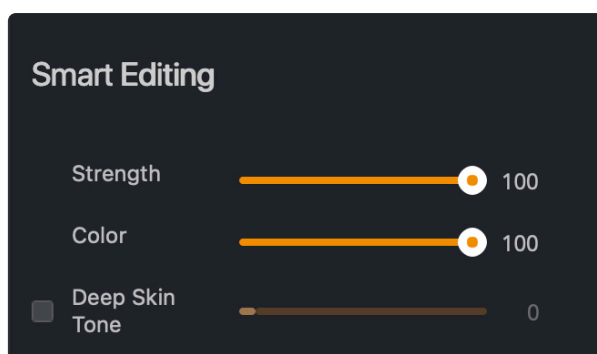 Smart Editing
Strength 100
Color 100
Deep Skin
Tone 0